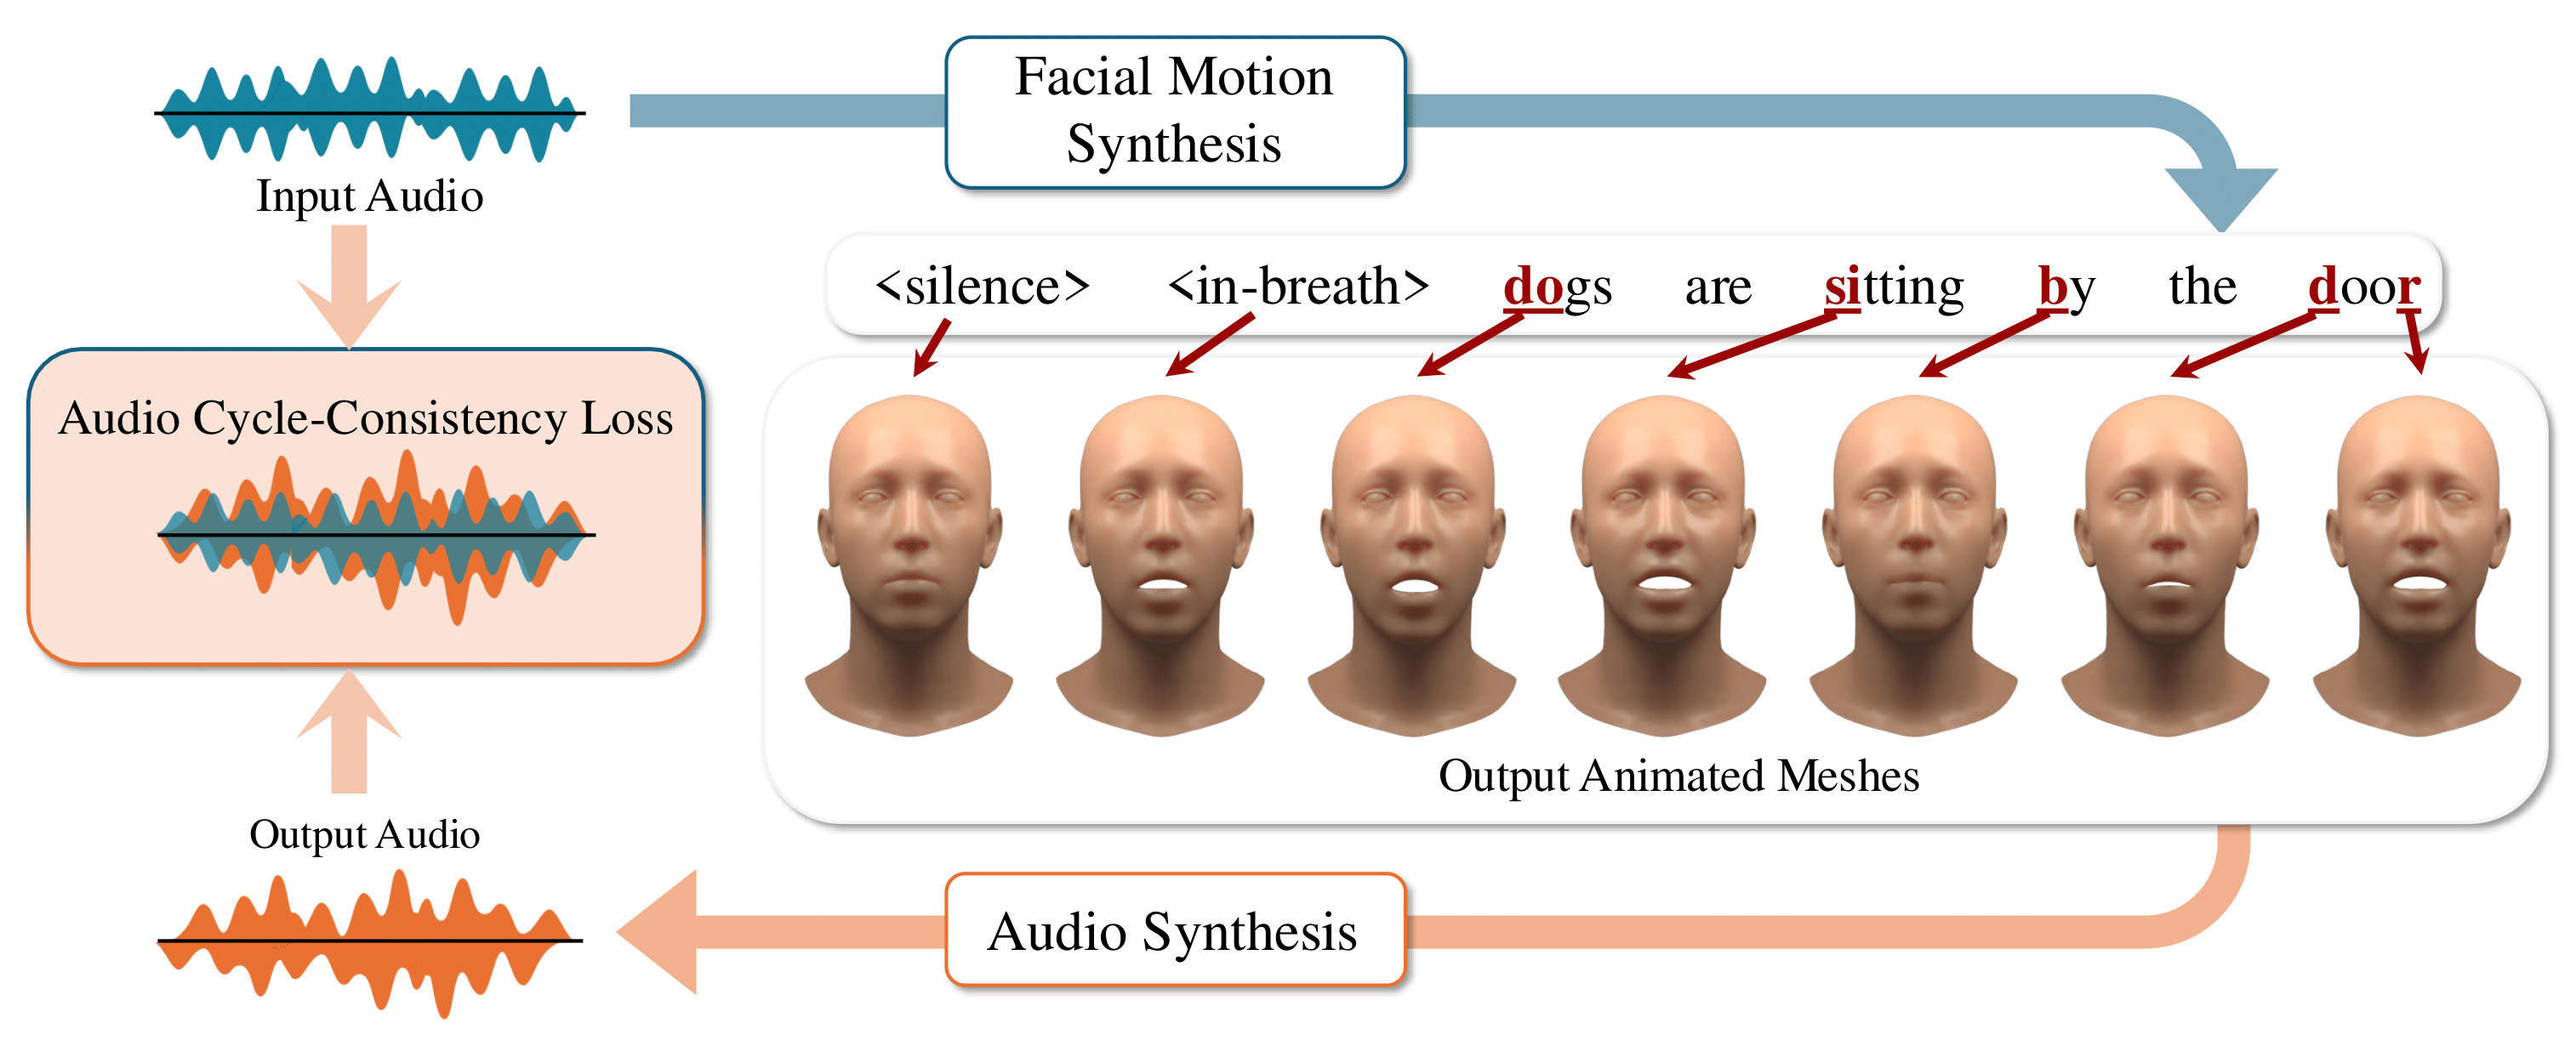 Facial Motion
Synthesis
Input Audio
<silence> <in-breath> dogs are sitting by the door
Audio Cycle-Consistency Loss
Output Animated Meshes
Output Audio
Audio Synthesis